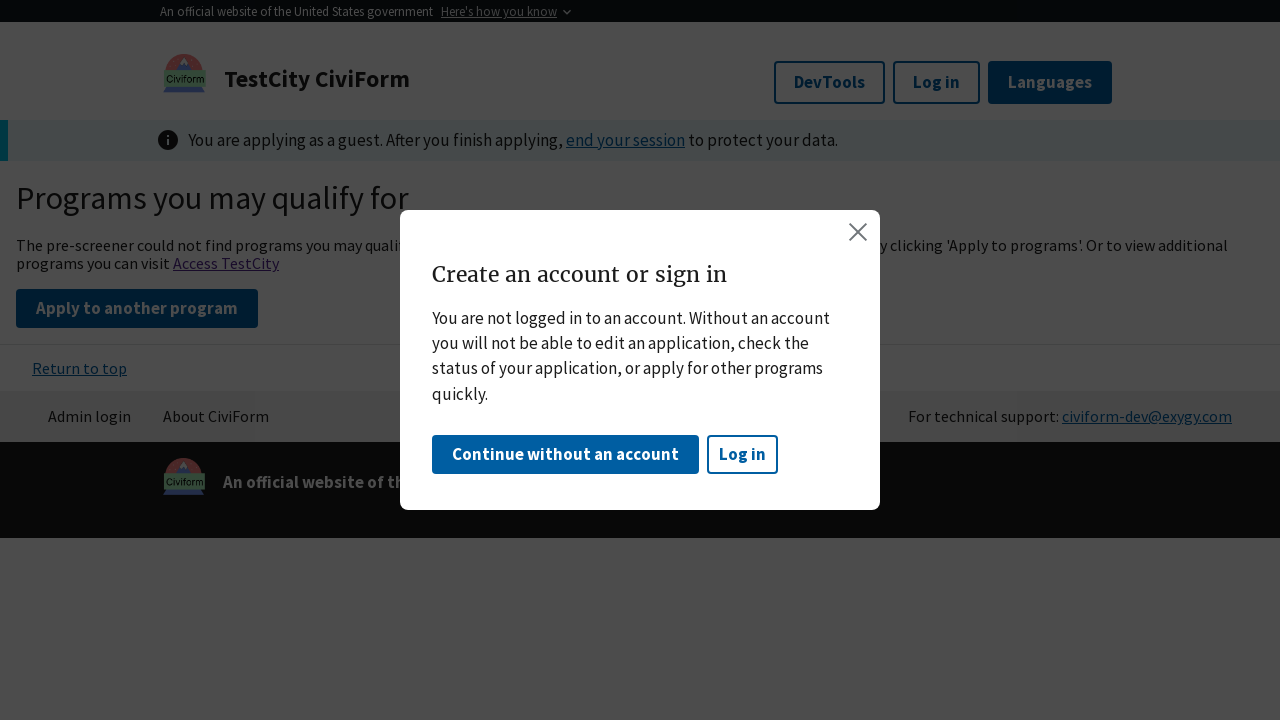 An official website of the United States government Here's how you know
Civiform
TestCity CiviForm
DevTools
Log in
Languages
You are applying as a guest. After you finish applying, end your session to protect your data.
Programs you may qualify for
The pre-screener could not find programs you may y clicking 'Apply to programs'. Or to view additional
programs you can visit Access TestCity
Apply to another program
Create an account or sign in
You are not logged in to an account. Without an account
you will not be able to edit an application, check the
status of your application, or apply for other programs
quickly.
Continue without an account
Log in
Return to top
Admin login
About CiviForm
For technical support: civiform-dev@exygy.com
Civiform
An official website of th